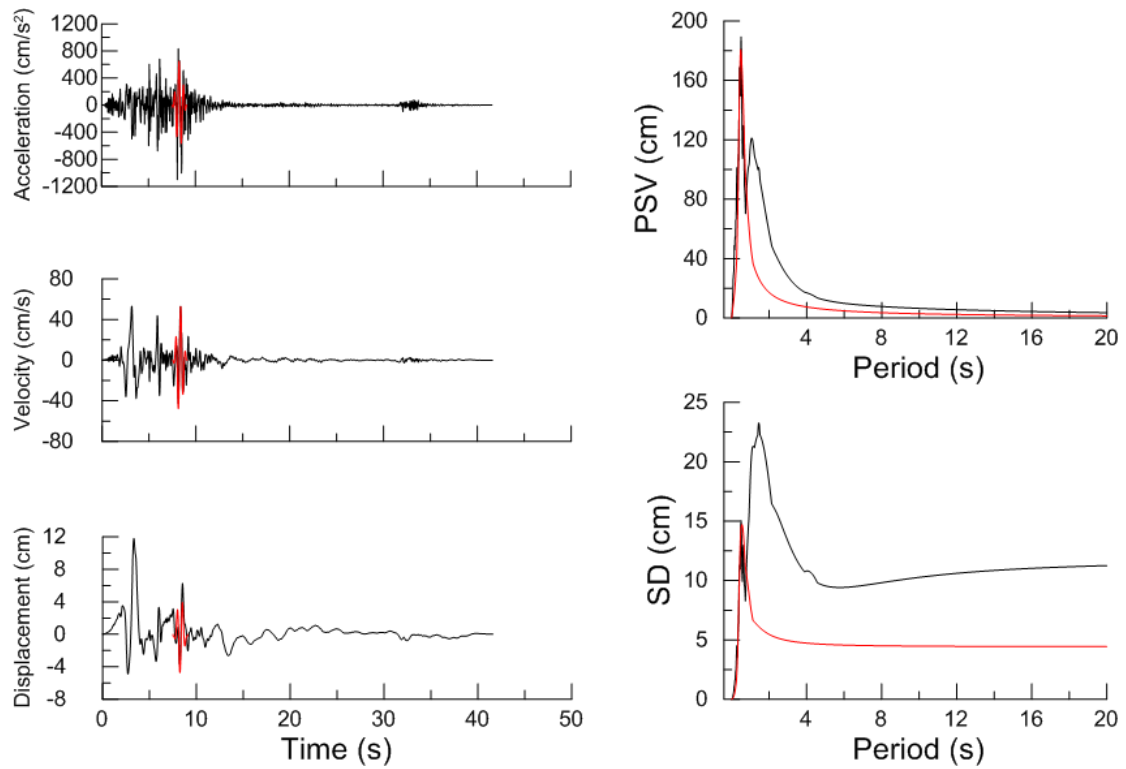 Acceleration (cm/s²)
1200
800
400
0
-400
-800
-1200
Velocity (cm/s)
80
40
0
-40
-80
Displacement (cm)
12
8
4
0
-4
-8
0 10 20 30 40 50
Time (s)
PSV (cm)
200
160
120
80
40
0
4 8 12 16 20
Period (s)
SD (cm)
25
20
15
10
5
0
4 8 12 16 20
Period (s)